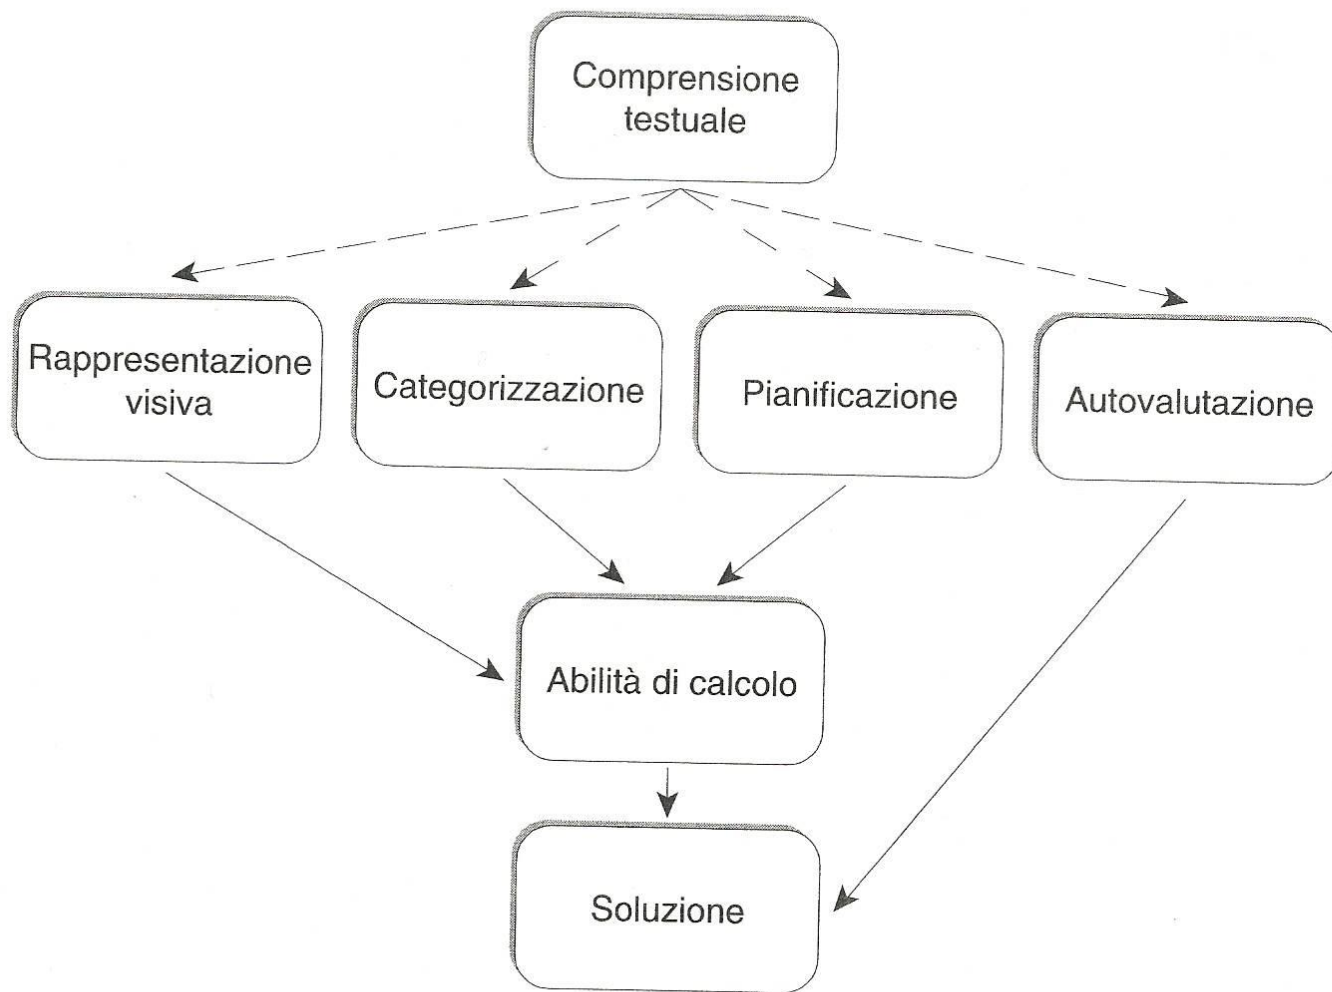 Comprensione
testuale
Rappresentazione
visiva
Categorizzazione
Pianificazione
Autovalutazione
Abilità di calcolo
Soluzione